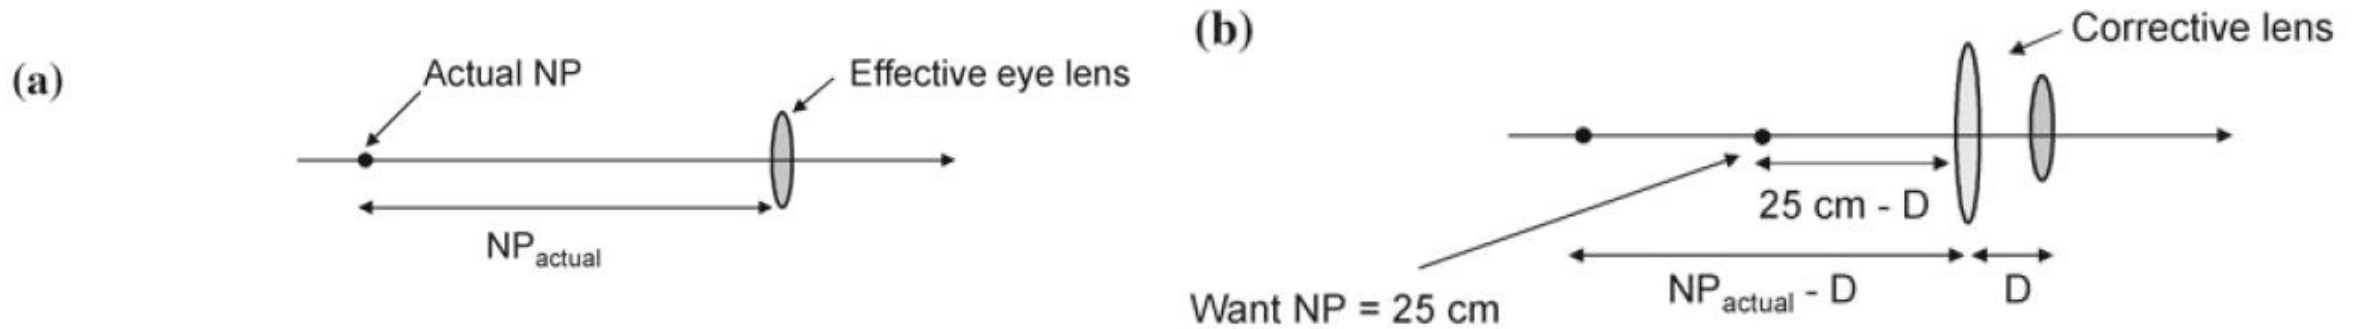 (a)
Actual NP
Effective eye lens
NPactual
(b)
Corrective lens
25 cm - D
NPactual - D
D
Want NP = 25 cm